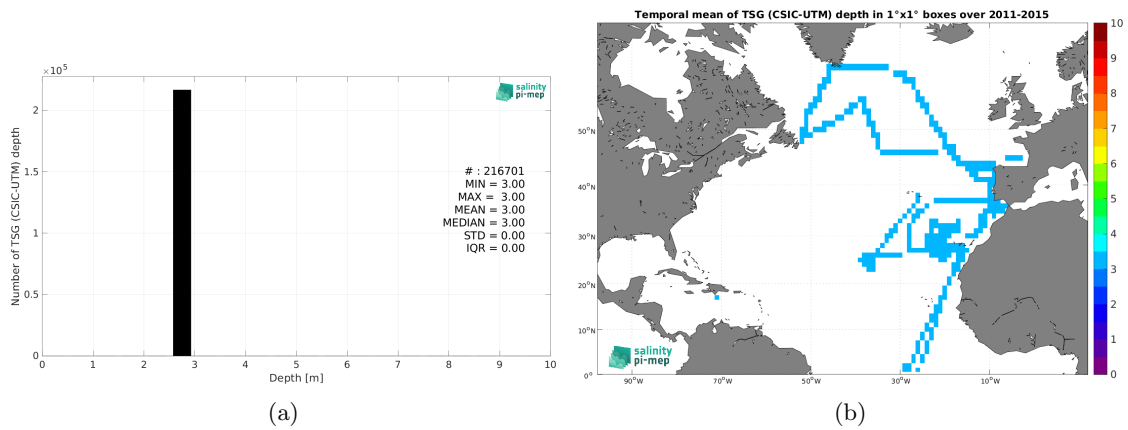 ×10⁵
2
1.5
1
0.5
0
Number of TSG (CSIC-UTM) depth
salinity
pi-mep
# : 216701
MIN = 3.00
MAX = 3.00
MEAN = 3.00
MEDIAN = 3.00
STD = 0.00
IQR = 0.00
0 1 2 3 4 5 6 7 8 9 10
Depth [m]
(a)
Temporal mean of TSG (CSIC-UTM) depth in 1°x1° boxes over 2011-2015
50°N
40°N
30°N
20°N
10°N
0°
90°W 70°W 50°W 30°W 10°W
salinity
pi-mep
10
9
8
7
6
5
4
3
2
1
0
(b)